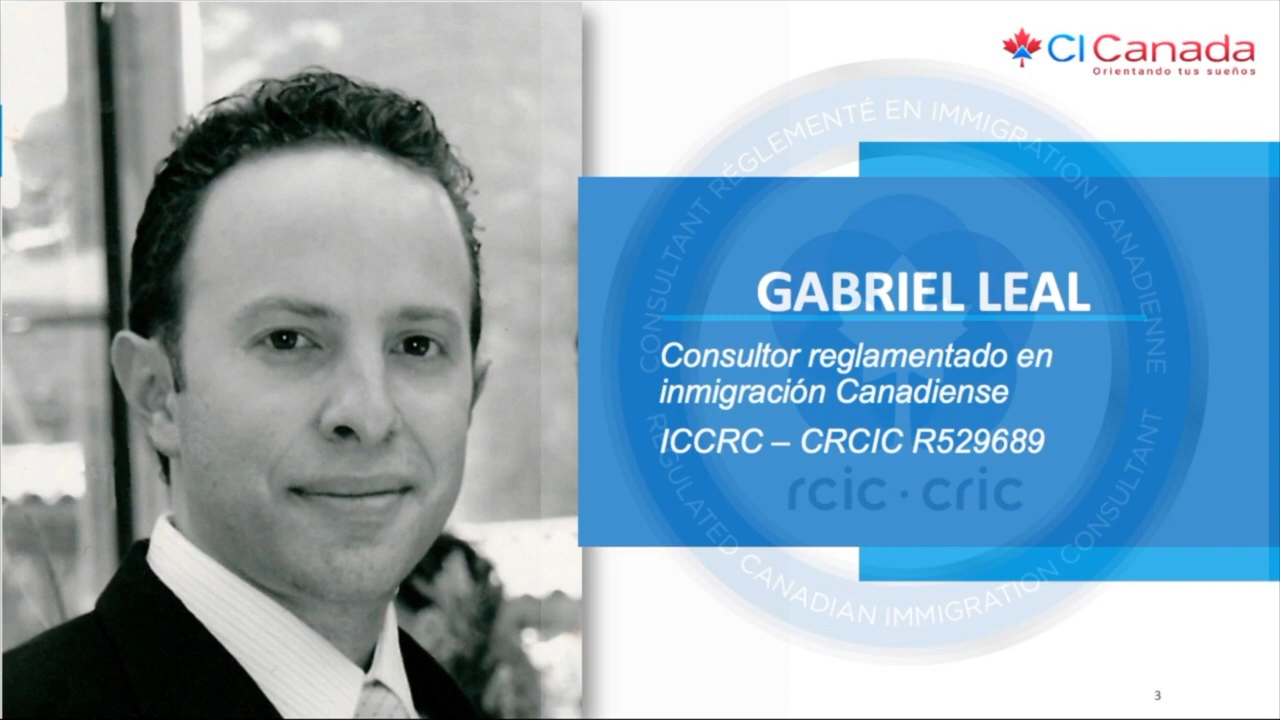 CI Canada
Orientando tus sueños
CONSULTANT RÉGLEMENTÉ EN IMMIGRATION CANADIENNE
GABRIEL LEAL
Consultor reglamentado en
inmigración Canadiense
ICCRC – CRCIC R529689
rcic · cric
REGULATED CANADIAN IMMIGRATION CONSULTANT
3